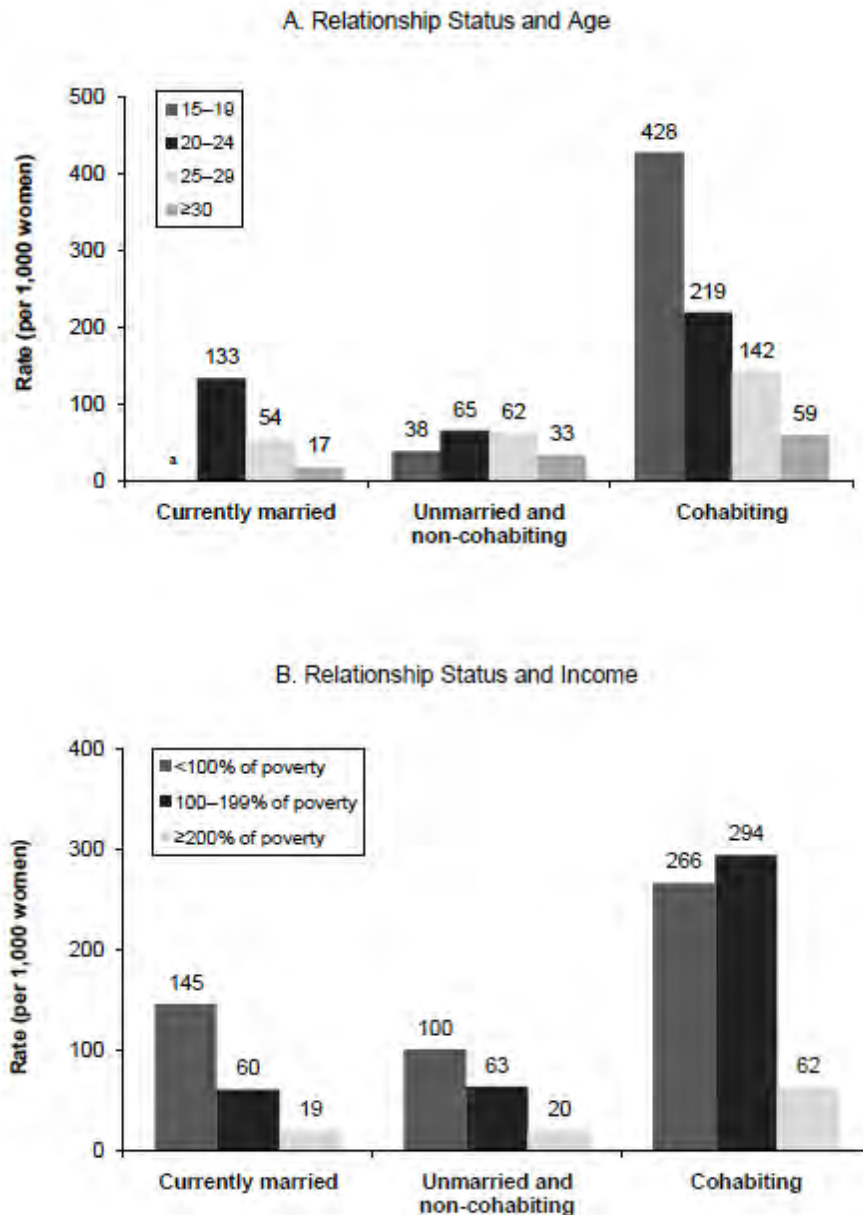 A. Relationship Status and Age
Rate (per 1,000 women)
500
400
300
200
100
0
15–19
20–24
25–29
≥30
a
133
54
17
38
65
62
33
428
219
142
59
Currently married
Unmarried and
non-cohabiting
Cohabiting
B. Relationship Status and Income
Rate (per 1,000 women)
400
300
200
100
0
<100% of poverty
100–199% of poverty
≥200% of poverty
145
60
19
100
63
20
266
294
62
Currently married
Unmarried and
non-cohabiting
Cohabiting